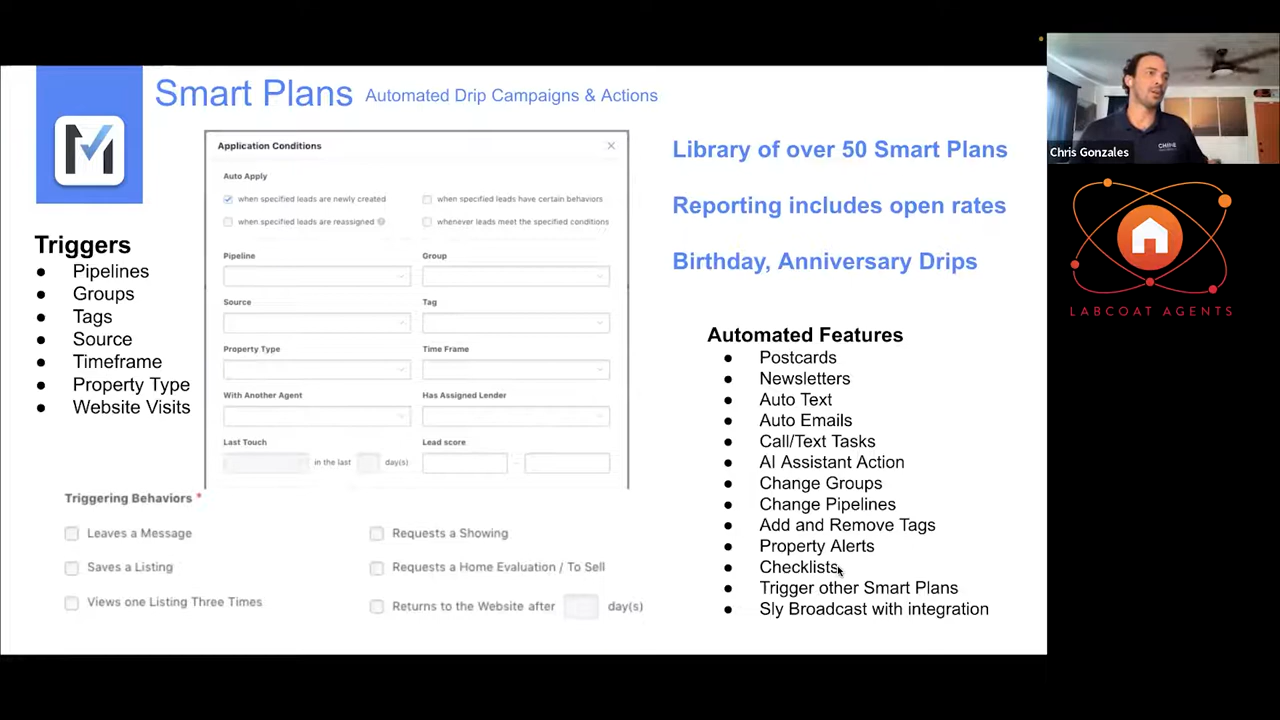 Smart Plans Automated Drip Campaigns & Actions
M
Triggers
Pipelines
Groups
Tags
Source
Timeframe
Property Type
Website Visits
Application Conditions
Auto Apply
when specified leads are newly created
when specified leads have certain behaviors
when specified leads are reassigned
whenever leads meet the specified conditions
Pipeline
Group
Source
Tag
Property Type
Time Frame
With Another Agent
Has Assigned Lender
Last Touch
Lead score
in the last day(s)
Triggering Behaviors *
Leaves a Message
Requests a Showing
Saves a Listing
Requests a Home Evaluation / To Sell
Views one Listing Three Times
Returns to the Website after day(s)
Library of over 50 Smart Plans
Reporting includes open rates
Birthday, Anniversary Drips
Automated Features
Postcards
Newsletters
Auto Text
Auto Emails
Call/Text Tasks
AI Assistant Action
Change Groups
Change Pipelines
Add and Remove Tags
Property Alerts
Checklists
Trigger other Smart Plans
Sly Broadcast with integration
Chris Gonzales
LABCOAT AGENTS